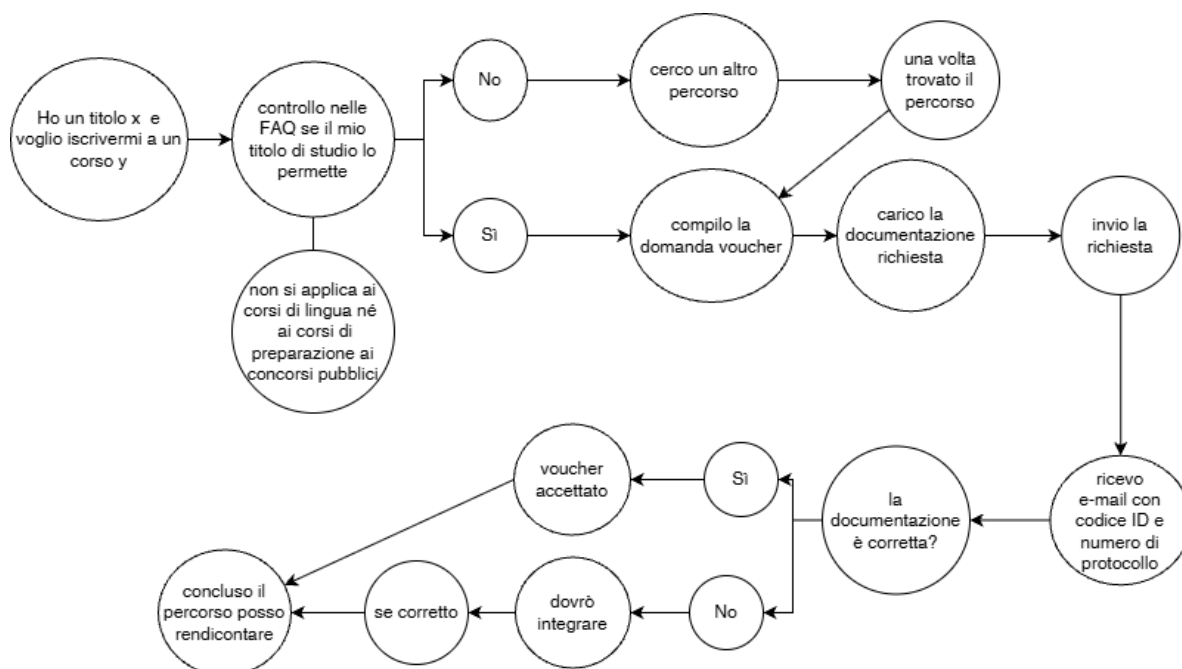 Ho un titolo x e
voglio iscrivermi a un
corso y
controllo nelle
FAQ se il mio
titolo di studio lo
permette
non si applica ai
corsi di lingua né
ai corsi di
preparazione ai
concorsi pubblici
No
cerco un altro
percorso
una volta
trovato il
percorso
Sì
compilo la
domanda voucher
carico la
documentazione
richiesta
invio la
richiesta
ricevo
e-mail con
codice ID e
numero di
protocollo
la
documentazione
è corretta?
Sì
voucher
accettato
No
dovrò
integrare
se corretto
concluso il
percorso posso
rendicontare